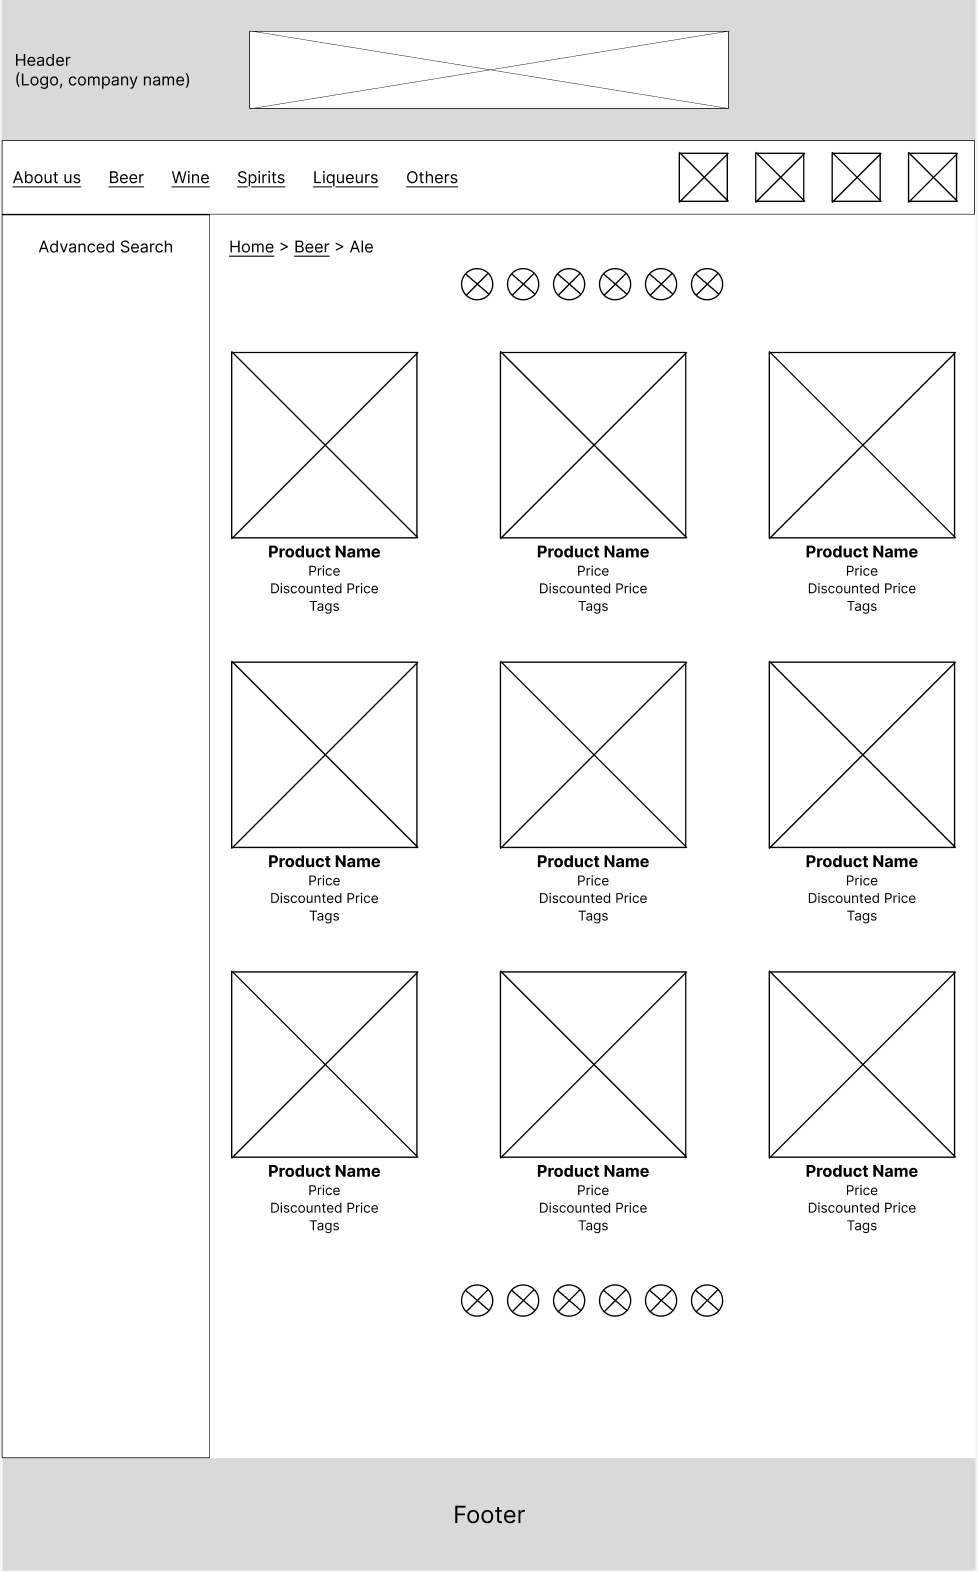 Header
(Logo, company name)
About us Beer Wine Spirits Liqueurs Others
Advanced Search
Home > Beer > Ale
Product Name Product Name Product Name
Price Price Price
Discounted Price Discounted Price Discounted Price
Tags Tags Tags
Product Name Product Name Product Name
Price Price Price
Discounted Price Discounted Price Discounted Price
Tags Tags Tags
Product Name Product Name Product Name
Price Price Price
Discounted Price Discounted Price Discounted Price
Tags Tags Tags
Footer